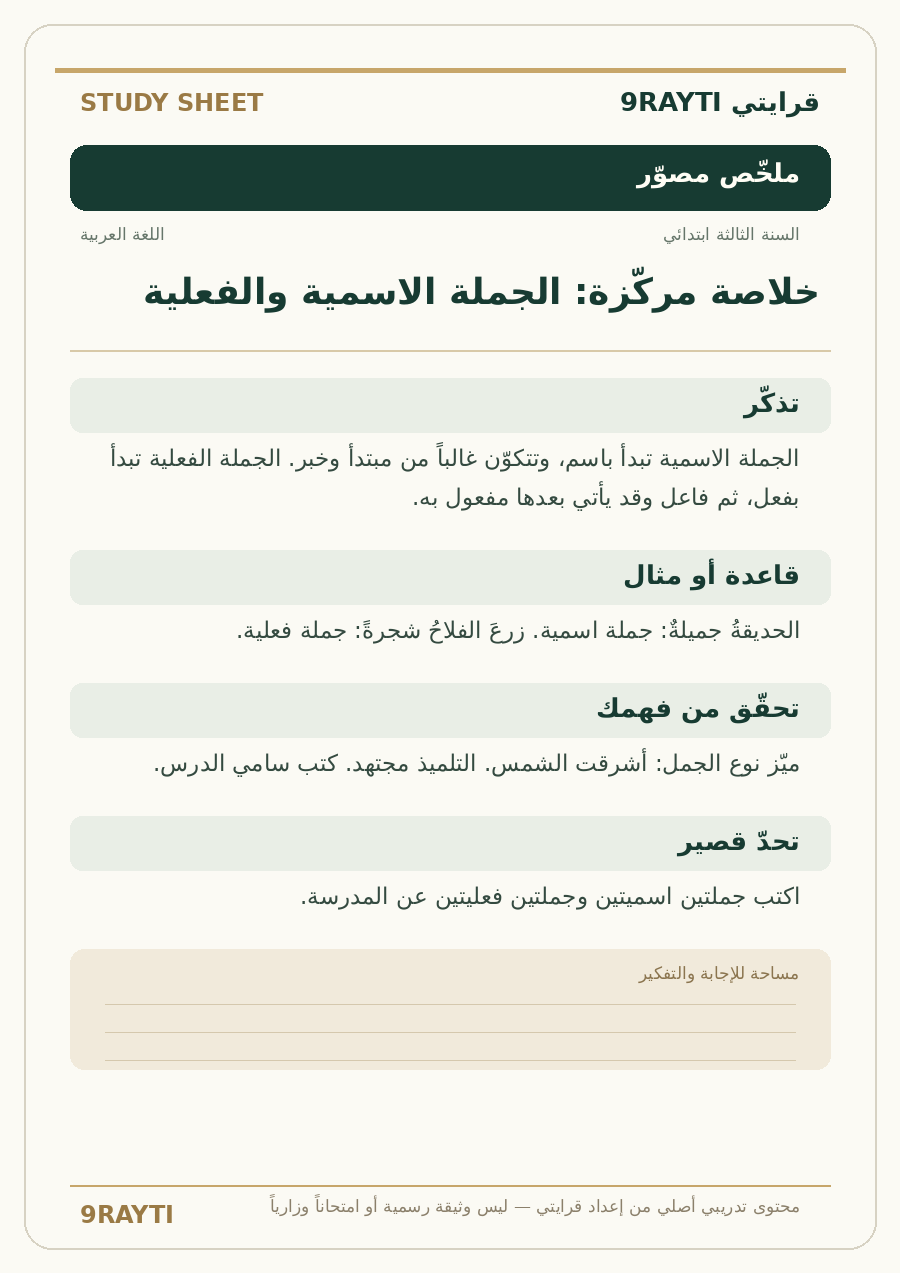 قرايتي 9RAYTI
STUDY SHEET
ملخّص مصوّر
السنة الثالثة ابتدائي
اللغة العربية
خلاصة مركّزة: الجملة الاسمية والفعلية
تذكّر
الجملة الاسمية تبدأ باسم، وتتكوّن غالباً من مبتدأ وخبر. الجملة الفعلية تبدأ
بفعل، ثم فاعل وقد يأتي بعدها مفعول به.
قاعدة أو مثال
الحديقةُ جميلةٌ: جملة اسمية. زرعَ الفلاحُ شجرةً: جملة فعلية.
تحقّق من فهمك
ميّز نوع الجمل: أشرقت الشمس. التلميذ مجتهد. كتب سامي الدرس.
تحدّ قصير
اكتب جملتين اسميتين وجملتين فعليتين عن المدرسة.
مساحة للإجابة والتفكير
محتوى تدريبي أصلي من إعداد قرايتي — ليس وثيقة رسمية أو امتحاناً وزارياً
9RAYTI